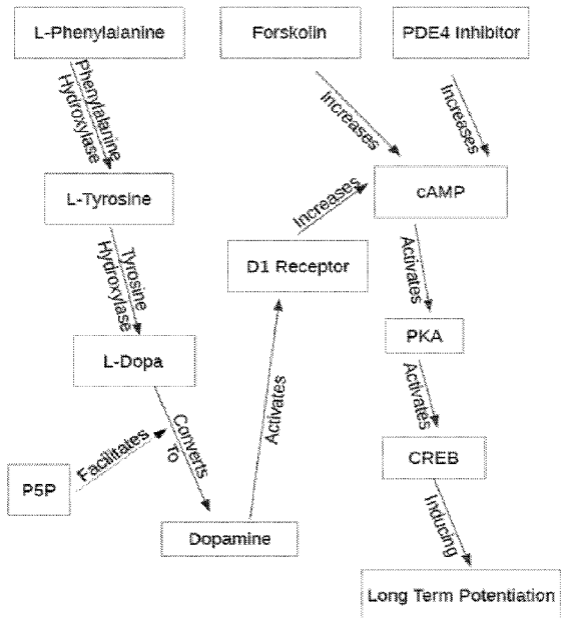 L-Phenylalanine
Forskolin
PDE4 Inhibitor
Phenylalanine
Hydroxylase
Increases
Increases
L-Tyrosine
cAMP
Increases
Tyrosine
Hydroxylase
D1 Receptor
Activates
L-Dopa
PKA
Activates
Activates
Converts
To
Facilitates
P5P
CREB
Dopamine
Inducing
Long Term Potentiation